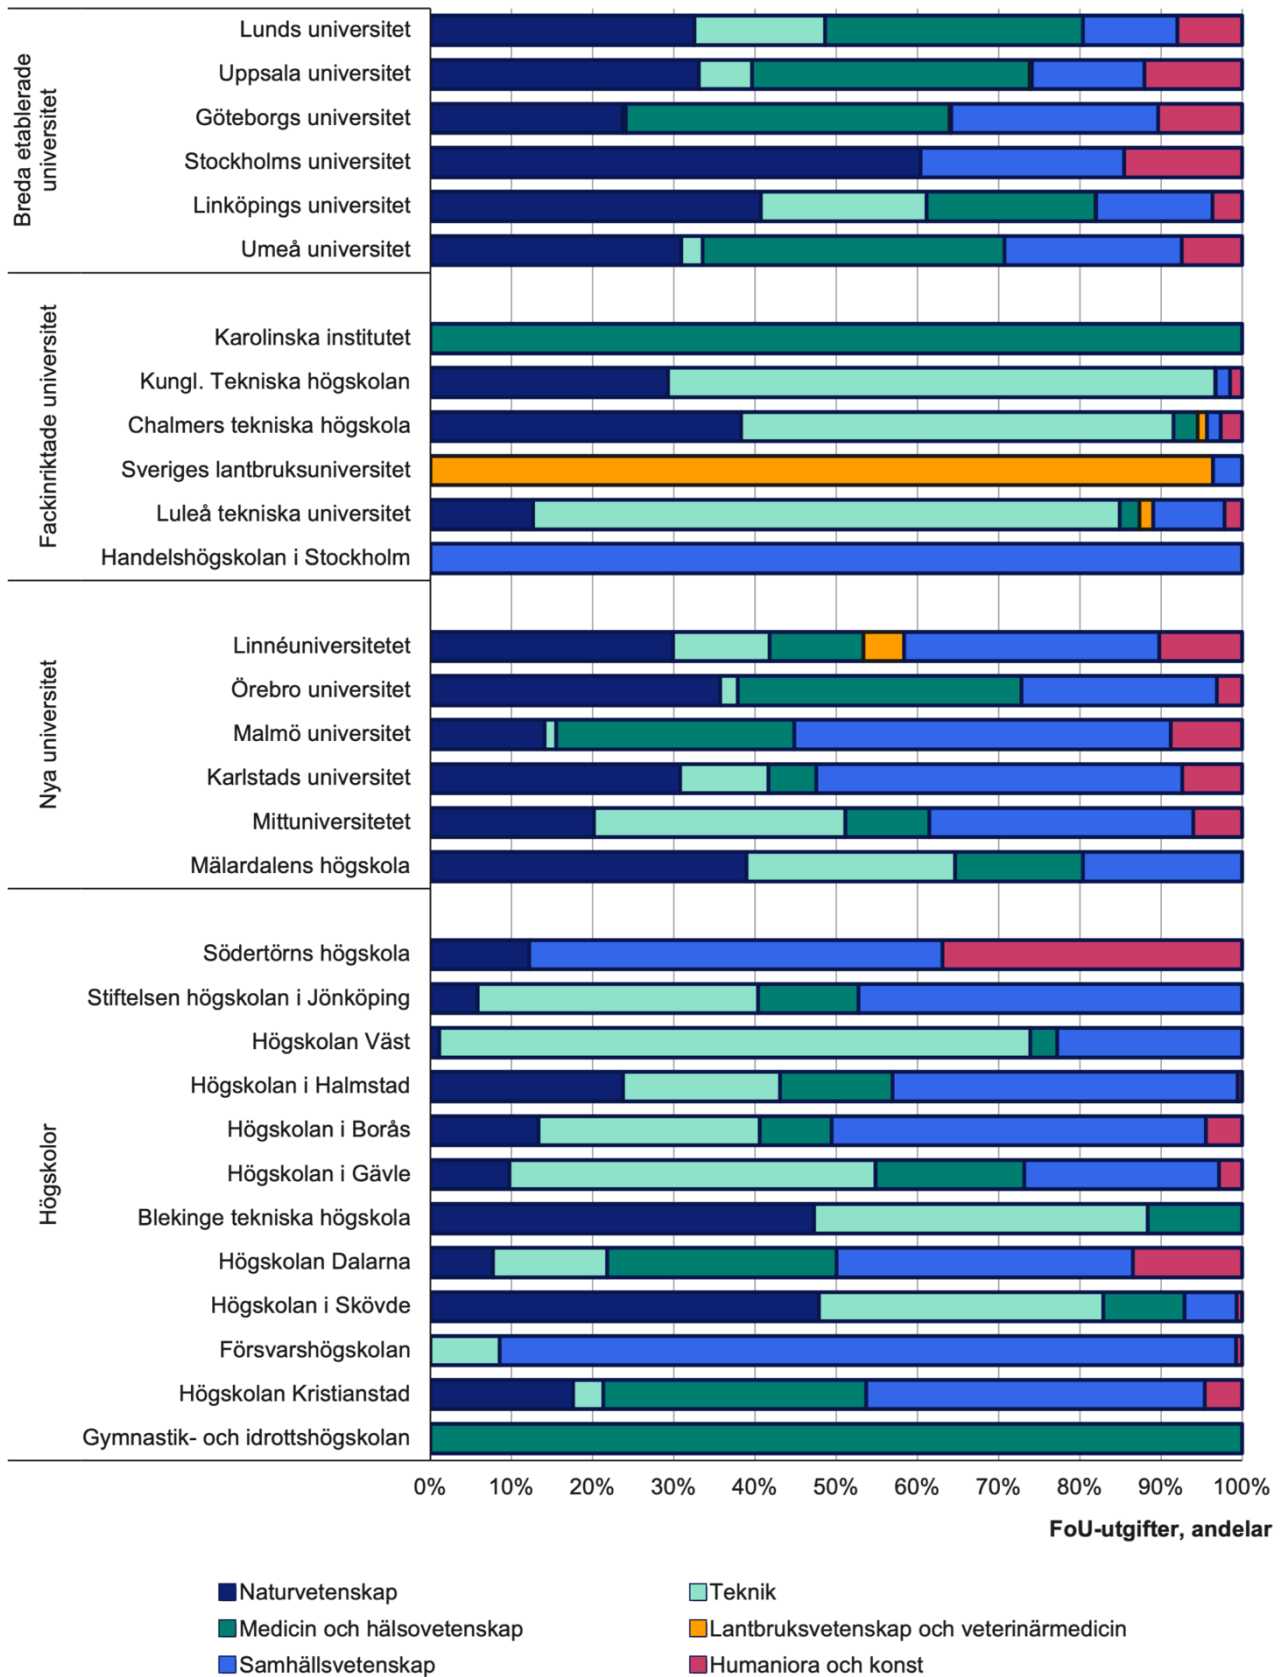 Breda etablerade
universitet
Lunds universitet
Uppsala universitet
Göteborgs universitet
Stockholms universitet
Linköpings universitet
Umeå universitet
Fackinriktade universitet
Karolinska institutet
Kungl. Tekniska högskolan
Chalmers tekniska högskola
Sveriges lantbruksuniversitet
Luleå tekniska universitet
Handelshögskolan i Stockholm
Nya universitet
Linnéuniversitetet
Örebro universitet
Malmö universitet
Karlstads universitet
Mittuniversitetet
Mälardalens högskola
Högskolor
Södertörns högskola
Stiftelsen högskolan i Jönköping
Högskolan Väst
Högskolan i Halmstad
Högskolan i Borås
Högskolan i Gävle
Blekinge tekniska högskola
Högskolan Dalarna
Högskolan i Skövde
Försvarshögskolan
Högskolan Kristianstad
Gymnastik- och idrottshögskolan
0% 10% 20% 30% 40% 50% 60% 70% 80% 90% 100%
FoU-utgifter, andelar
Naturvetenskap Teknik
Medicin och hälsovetenskap Lantbruksvetenskap och veterinärmedicin
Samhällsvetenskap Humaniora och konst